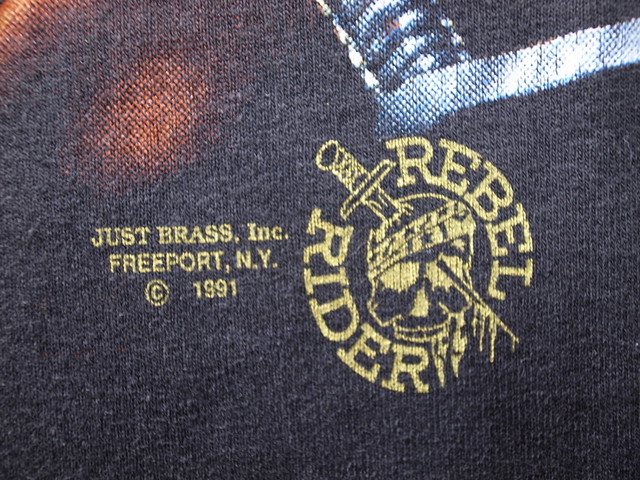 JUST BRASS, Inc.
FREEPORT, N.Y.
© 1991
REBEL
RIDER